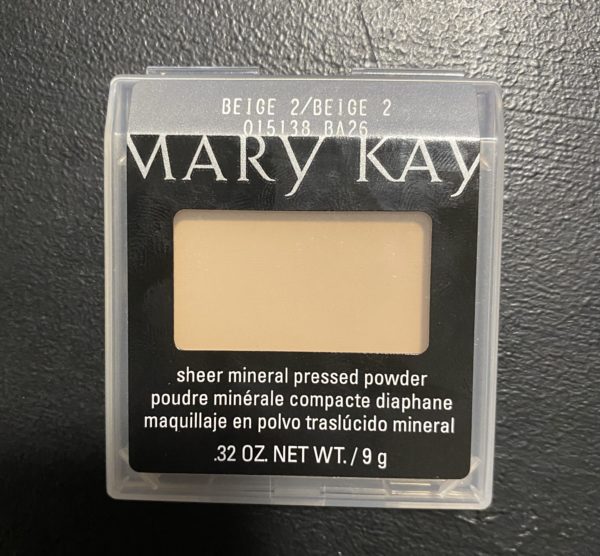 BEIGE 2/BEIGE 2
015138 BA26
MARY KAY
sheer mineral pressed powder
poudre minérale compacte diaphane
maquillaje en polvo traslúcido mineral
.32 OZ. NET WT. / 9 g